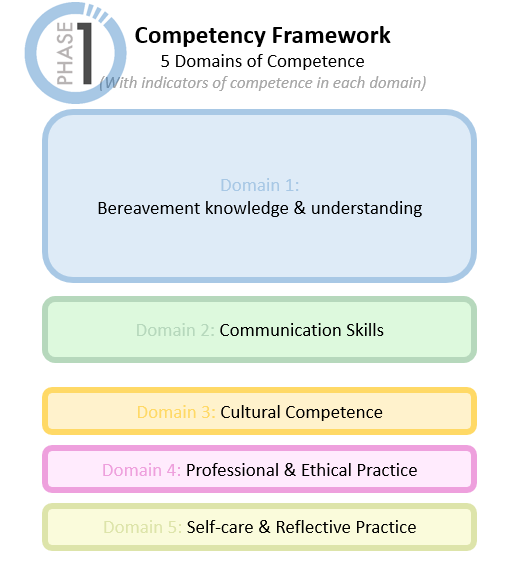 PHASE 1
Competency Framework
5 Domains of Competence
(With indicators of competence in each domain)
Domain 1:
Bereavement knowledge & understanding
Domain 2: Communication Skills
Domain 3: Cultural Competence
Domain 4: Professional & Ethical Practice
Domain 5: Self-care & Reflective Practice